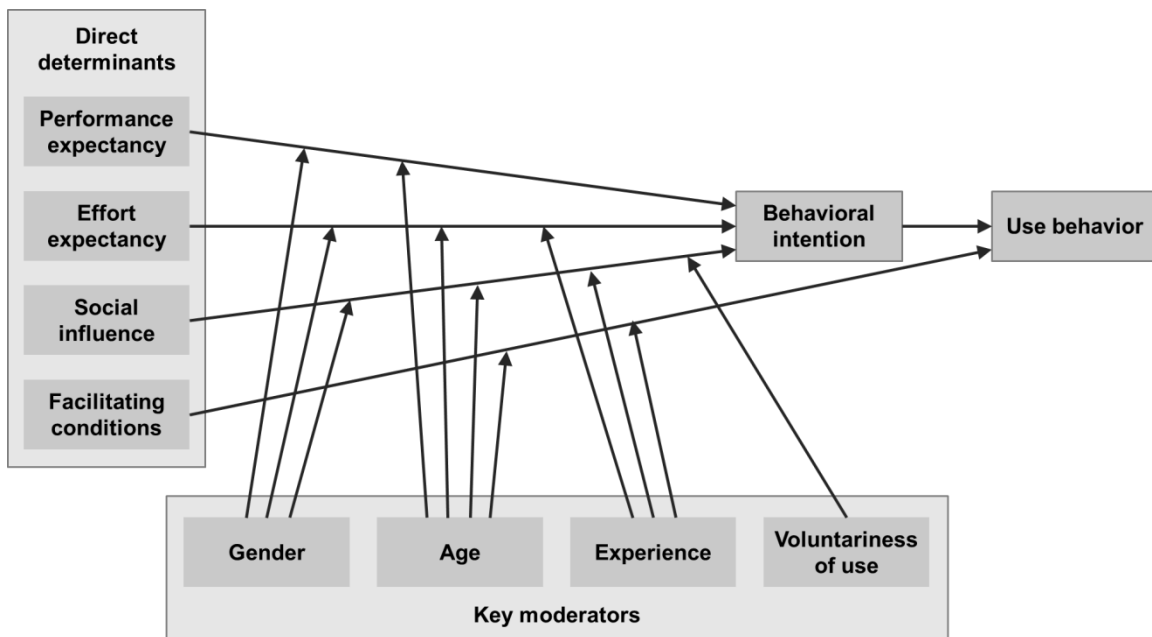 Direct
determinants
Performance
expectancy
Effort
expectancy
Social
influence
Facilitating
conditions
Behavioral
intention
Use behavior
Gender
Age
Experience
Voluntariness
of use
Key moderators